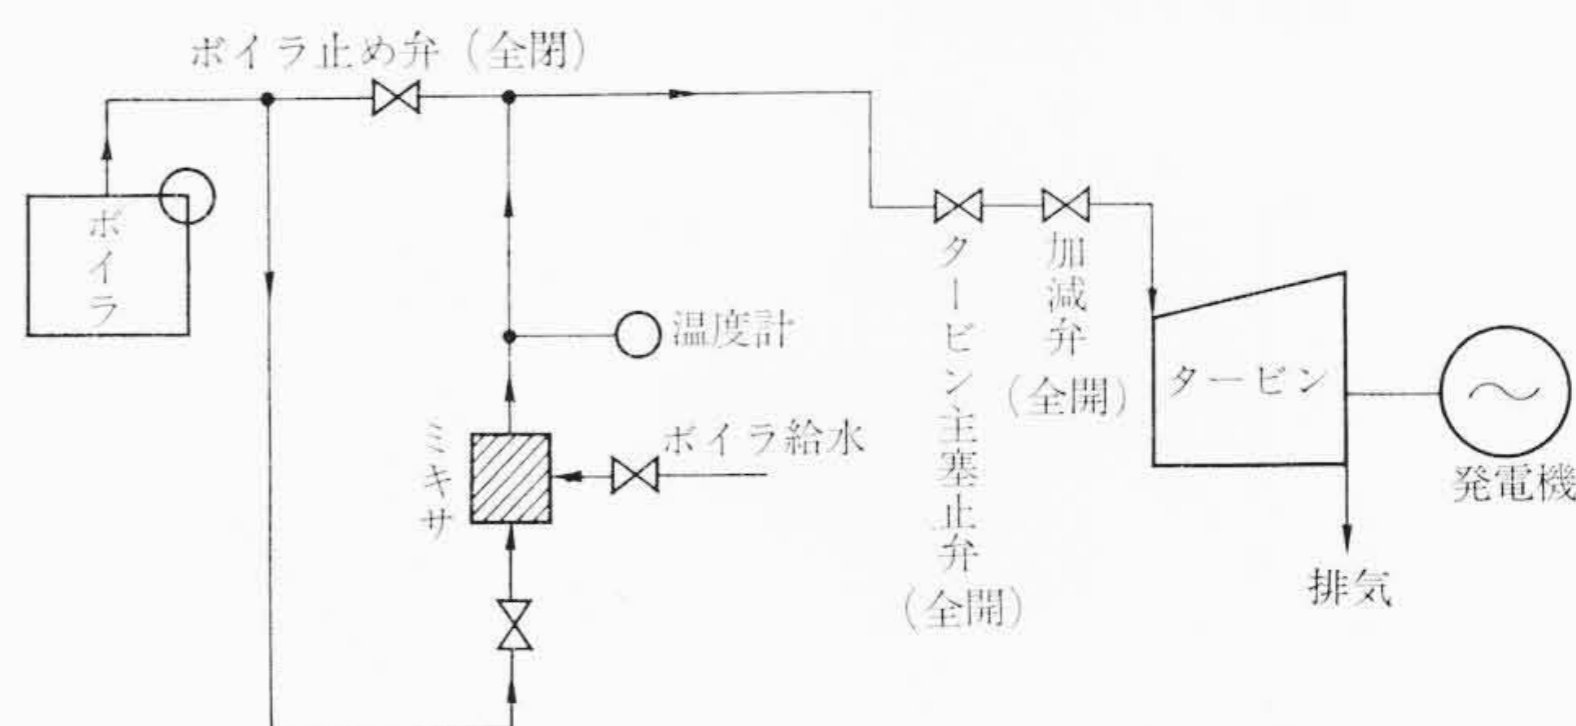 ボイラ止め弁(全閉)
ボイラ
温度計
ミキサ
ボイラ給水
タービン主塞止弁
(全開)
加減弁
(全開)
タービン
発電機
排気